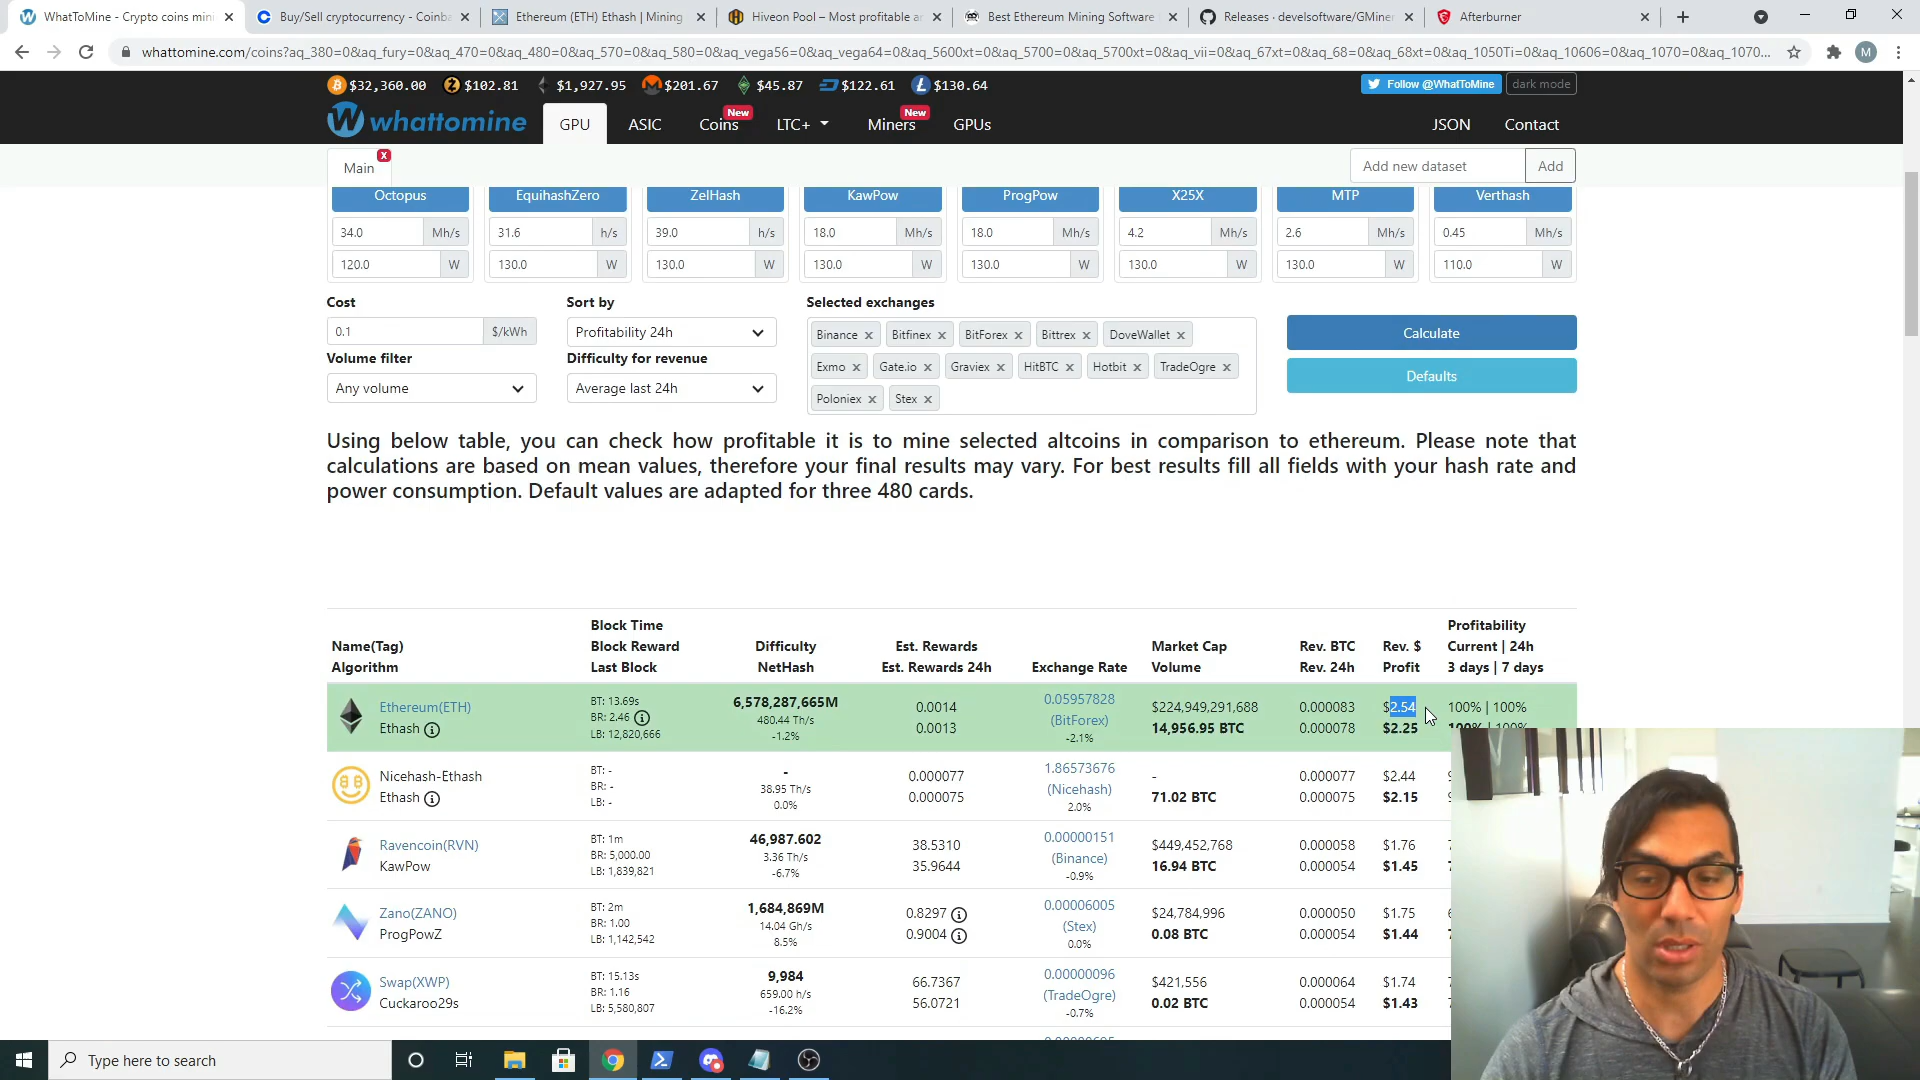 WhatToMine - Crypto coins mini
Buy/Sell cryptocurrency - Coinba
Ethereum (ETH) Ethash | Mining
Hiveon Pool – Most profitable a
Best Ethereum Mining Software
Releases · develsoftware/GMiner
Afterburner
whattomine.com/coins?aq_380=0&aq_fury=0&aq_470=0&aq_480=0&aq_570=0&aq_580=0&aq_vega56=0&aq_vega64=0&aq_5600xt=0&aq_5700=0&aq_5700xt=0&aq_vii=0&aq_67xt=0&aq_68=0&aq_68xt=0&aq_1050Ti=0&aq_10606=0&aq_1070=0&aq_1070...
M
$32,360.00 $102.81 $1,927.95 $201.67 $45.87 $122.61 $130.64
Follow @WhatToMine dark mode
whattomine
GPU ASIC Coins New LTC+ Miners New GPUs JSON Contact
Main x Add new dataset Add
Octopus EquihashZero ZelHash KawPow ProgPow X25X MTP Verthash
34.0 Mh/s 31.6 h/s 39.0 h/s 18.0 Mh/s 18.0 Mh/s 4.2 Mh/s 2.6 Mh/s 0.45 Mh/s
120.0 W 130.0 W 130.0 W 130.0 W 130.0 W 130.0 W 130.0 W 110.0 W
Cost Sort by Selected exchanges
0.1 $/kWh Profitability 24h Binance × Bitfinex × BitForex × Bittrex × DoveWallet × Calculate
Volume filter Difficulty for revenue Exmo × Gate.io × Graviex × HitBTC × Hotbit × TradeOgre × Defaults
Any volume Average last 24h Poloniex × Stex ×
Using below table, you can check how profitable it is to mine selected altcoins in comparison to ethereum. Please note that
calculations are based on mean values, therefore your final results may vary. For best results fill all fields with your hash rate and
power consumption. Default values are adapted for three 480 cards.
Block Time Profitability
Name(Tag) Block Reward Difficulty Est. Rewards Market Cap Rev. BTC Rev. $ Current | 24h
Algorithm Last Block NetHash Est. Rewards 24h Exchange Rate Volume Rev. 24h Profit 3 days | 7 days
Ethereum(ETH) BT: 13.69s 6,578,287,665M 0.0014 0.05957828 $224,949,291,688 0.000083 $2.54 100% | 100%
BR: 2.46 480.44 Th/s (BitForex)
Ethash LB: 12,820,666 -1.2% 0.0013 -2.1% 14,956.95 BTC 0.000078 $2.25 100% | 100%
Nicehash-Ethash BT: - - 0.000077 1.86573676 - 0.000077 $2.44
BR: - 38.95 Th/s (Nicehash)
Ethash LB: - 0.0% 0.000075 2.0% 71.02 BTC 0.000075 $2.15
Ravencoin(RVN) BT: 1m 46,987.602 38.5310 0.00000151 $449,452,768 0.000058 $1.76
BR: 5,000.00 3.36 Th/s (Binance)
KawPow LB: 1,839,821 -6.7% 35.9644 -0.9% 16.94 BTC 0.000054 $1.45
Zano(ZANO) BT: 2m 1,684,869M 0.8297 0.00006005 $24,784,996 0.000050 $1.75
BR: 1.00 14.04 Gh/s (Stex)
ProgPowZ LB: 1,142,542 8.5% 0.9004 0.0% 0.08 BTC 0.000054 $1.44
Swap(XWP) BT: 15.13s 9,984 66.7367 0.00000096 $421,556 0.000064 $1.74
BR: 1.16 659.00 h/s (TradeOgre)
Cuckaroo29s LB: 5,580,807 -16.2% 56.0721 -0.7% 0.02 BTC 0.000054 $1.43
Type here to search